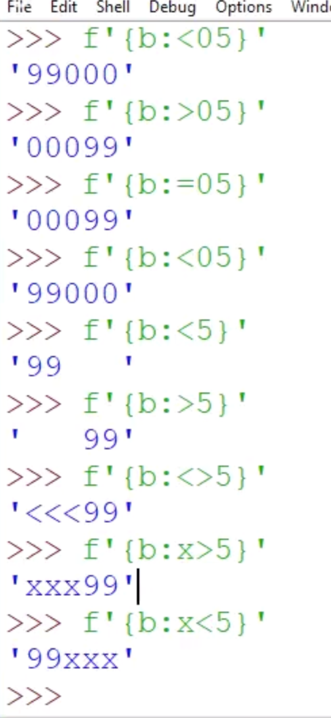 File Edit Shell Debug Options
>>> f'{b:<05}'
'99000'
>>> f'{b:>05}'
'00099'
>>> f'{b:=05}'
'00099'
>>> f'{b:<05}'
'99000'
>>> f'{b:<5}'
'99   '
>>> f'{b:>5}'
'   99'
>>> f'{b:<>5}'
'<<<99'
>>> f'{b:x>5}'
'xxx99'
>>> f'{b:x<5}'
'99xxx'
>>>